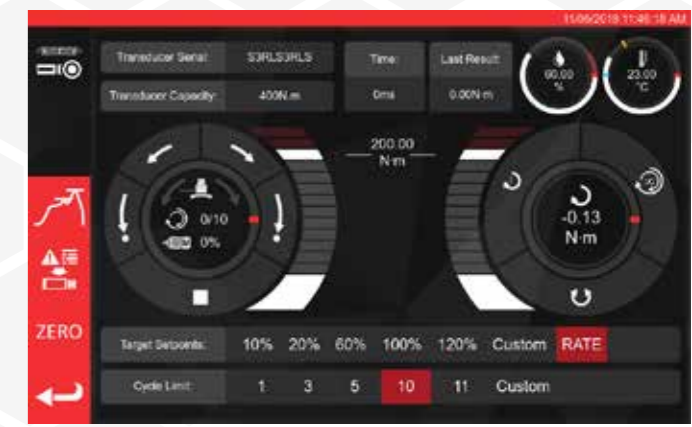 11/06/2019 11:46:18 AM
Transducer Serial: S3RLS3RLS Time: Last Result:
Transducer Capacity: 400N.m 0ms 0.00N·m
60.00
%
23.00
°C
200.00
N·m
0/10
0%
-0.13
N·m
ZERO
Target Setpoints: 10% 20% 60% 100% 120% Custom RATE
Cycle Limit: 1 3 5 10 11 Custom